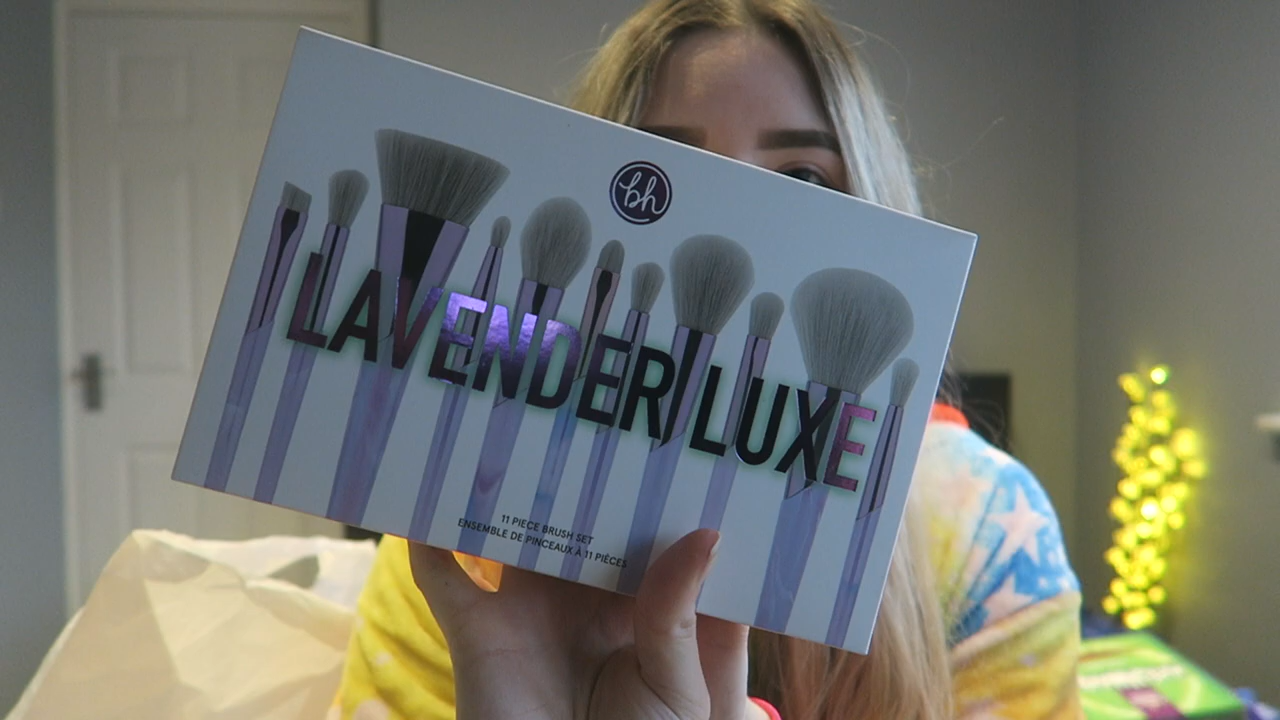 bh
LAVENDER LUXE
11 PIECE BRUSH SET
ENSEMBLE DE PINCEAUX À 11 PIÈCES